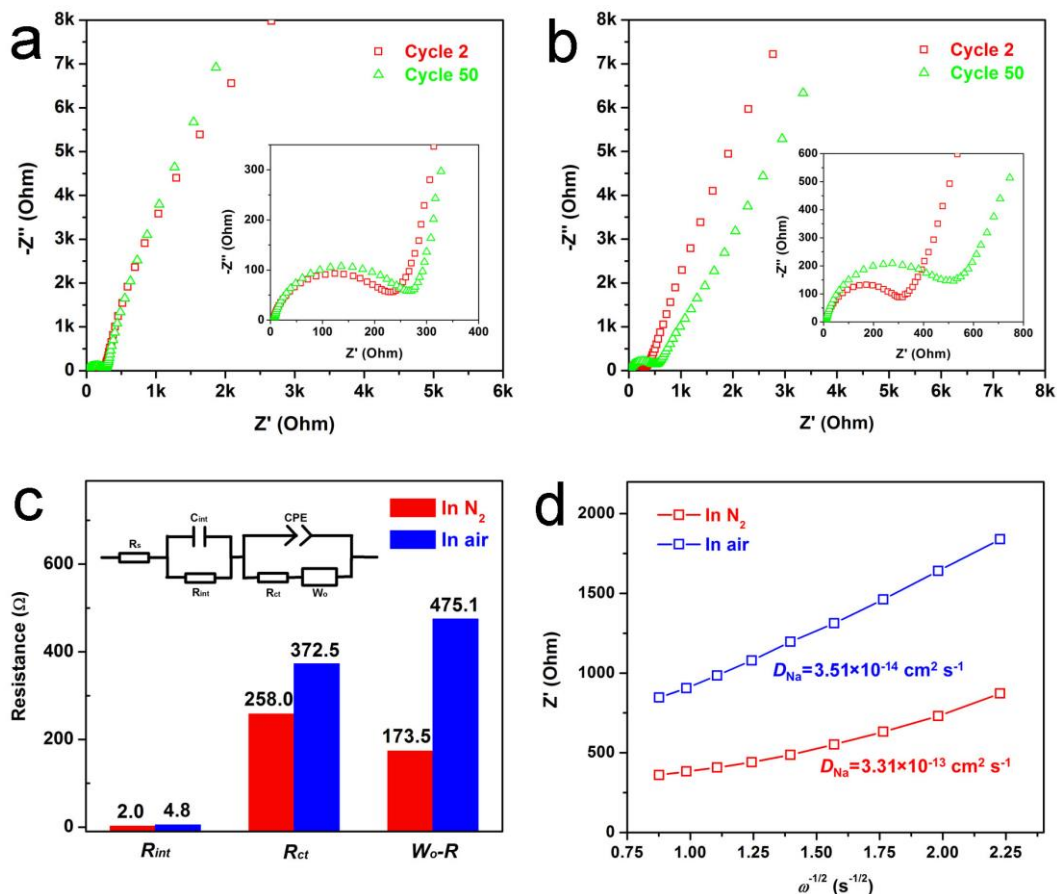 a
8k
7k
6k
5k
4k
3k
2k
1k
0
-Z" (Ohm)
Cycle 2
Cycle 50
300
200
100
0
-Z" (Ohm)
0 100 200 300 400
Z' (Ohm)
0 1k 2k 3k 4k 5k 6k
Z' (Ohm)
b
8k
7k
6k
5k
4k
3k
2k
1k
0
-Z" (Ohm)
Cycle 2
Cycle 50
600
500
400
300
200
100
0
-Z" (Ohm)
0 200 400 600 800
Z' (Ohm)
0 1k 2k 3k 4k 5k 6k 7k 8k
Z' (Ohm)
c
In N2
In air
Rs
Cint
Rint
CPE
Rct
Wo
600
400
200
0
Resistance (Ω)
2.0 4.8
258.0 372.5
173.5 475.1
Rint Rct Wo-R
d
In N2
In air
2000
1500
1000
500
0
Z' (Ohm)
DNa=3.51×10-14 cm2 s-1
DNa=3.31×10-13 cm2 s-1
0.75 1.00 1.25 1.50 1.75 2.00 2.25
ω-1/2 (s-1/2)